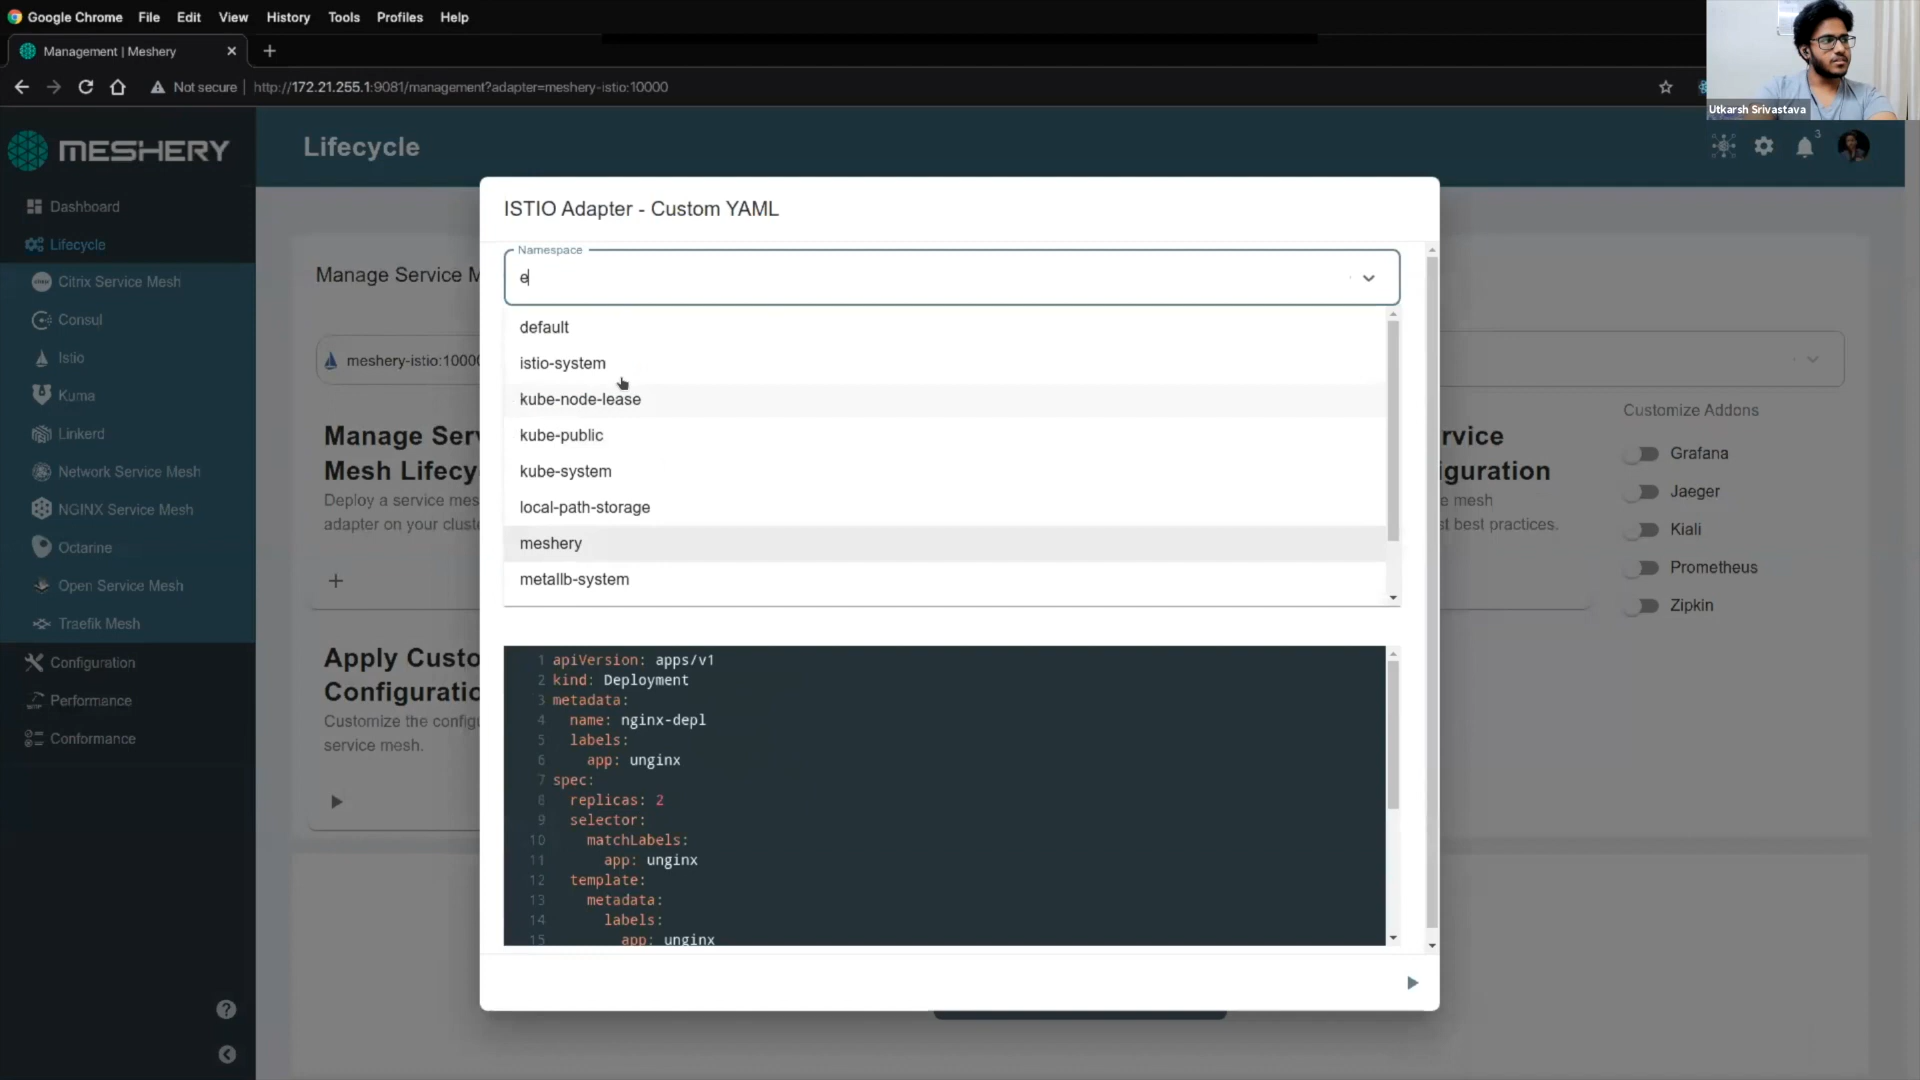 Google Chrome File Edit View History Tools Profiles Help
Management | Meshery
Not secure http://172.21.255.1:9081/management?adapter=meshery-istio:10000
Utkarsh Srivastava
MESHERY
Lifecycle
3
Dashboard
Lifecycle
Citrix Service Mesh
Consul
Istio
Kuma
Linkerd
Network Service Mesh
NGINX Service Mesh
Octarine
Open Service Mesh
Traefik Mesh
Configuration
Performance
Conformance
Manage Service M
meshery-istio:10000
Manage Serv
Mesh Lifecy
Deploy a service mes
adapter on your cluste
Apply Custo
Configuratio
Customize the configu
service mesh.
ISTIO Adapter - Custom YAML
Namespace
e
default
istio-system
kube-node-lease
kube-public
kube-system
local-path-storage
meshery
metallb-system
1 apiVersion: apps/v1
2 kind: Deployment
3 metadata:
4 name: nginx-depl
5 labels:
6 app: unginx
7 spec:
8 replicas: 2
9 selector:
10 matchLabels:
11 app: unginx
12 template:
13 metadata:
14 labels:
15 app: unginx
rvice
iguration
e mesh
st best practices.
Customize Addons
Grafana
Jaeger
Kiali
Prometheus
Zipkin